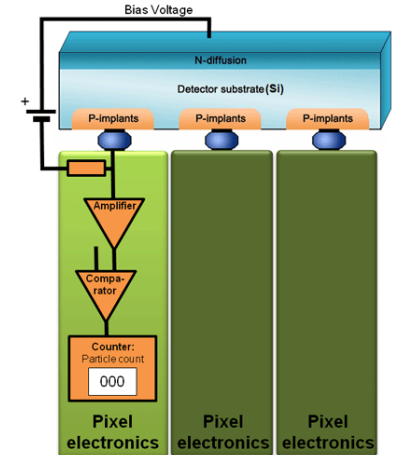 Bias Voltage
N-diffusion
Detector substrate(Si)
+
P-implants P-implants P-implants
Amplifier
Compa-
rator
Counter:
Particle count
000
Pixel
electronics
Pixel
electronics
Pixel
electronics